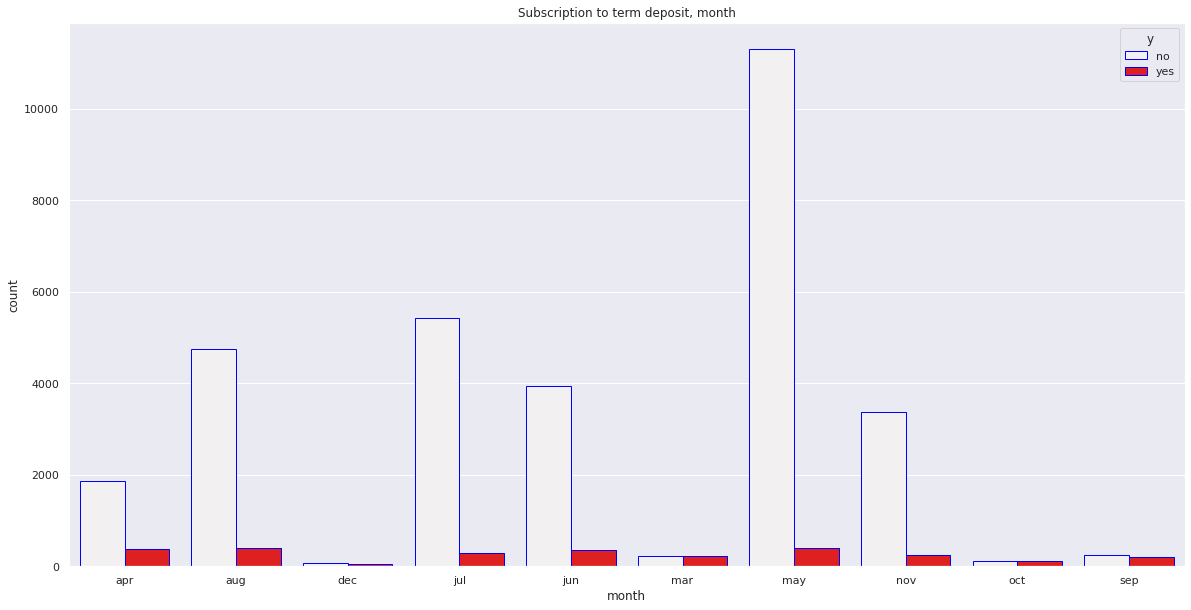 Subscription to term deposit, month
y
no
yes
10000
8000
6000
4000
2000
0
count
apr aug dec jul jun mar may nov oct sep
month